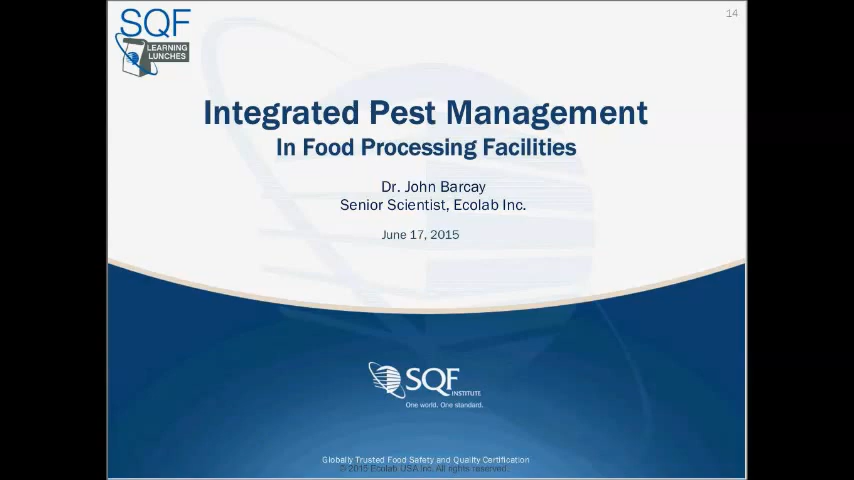 SQF
LEARNING
LUNCHES
14
Integrated Pest Management
In Food Processing Facilities
Dr. John Barcay
Senior Scientist, Ecolab Inc.
June 17, 2015
SQF
INSTITUTE
One world. One standard.
Globally Trusted Food Safety and Quality Certification
© 2015 Ecolab USA Inc. All rights reserved.